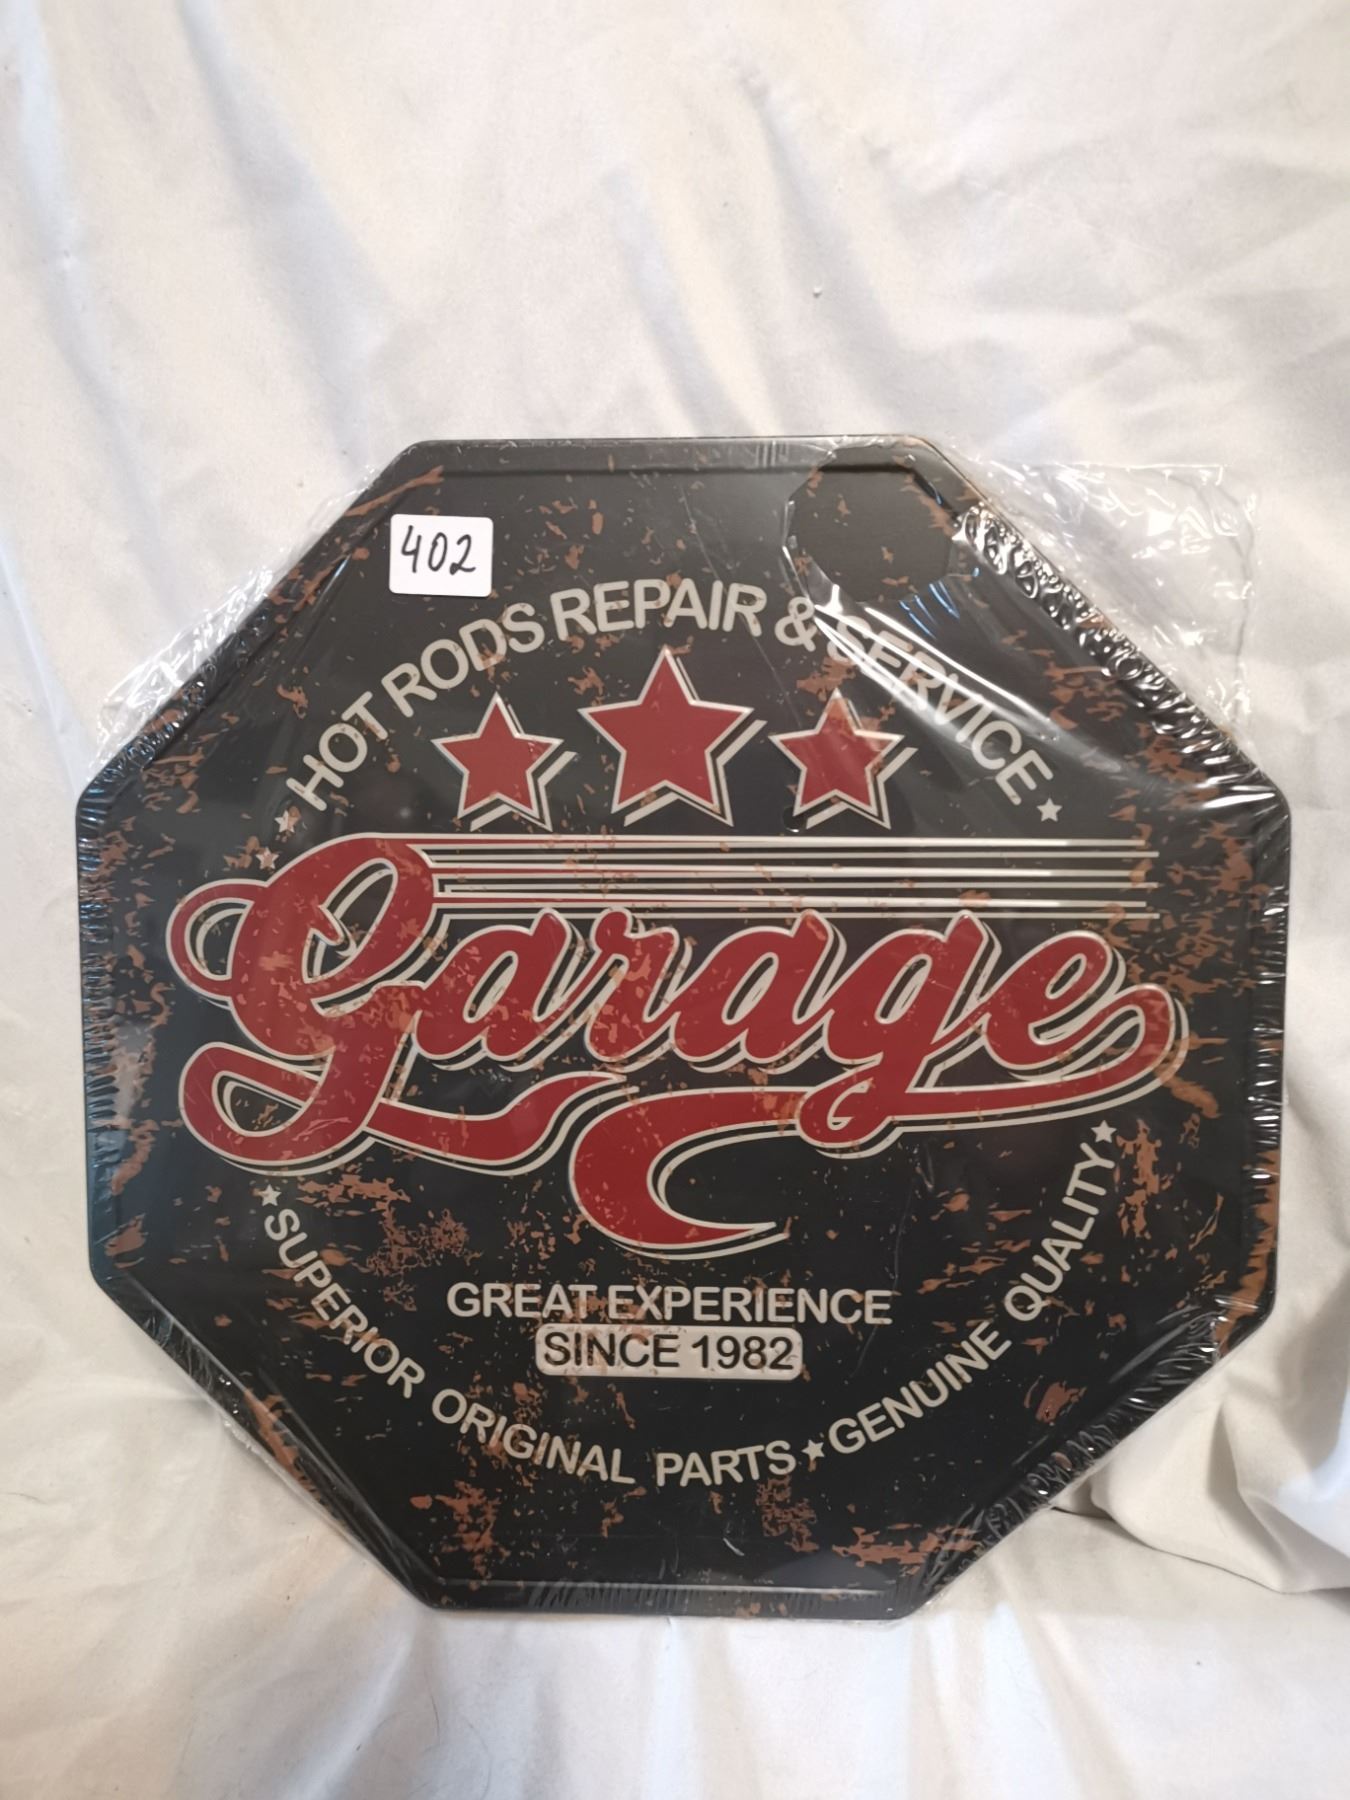 402
HOT RODS REPAIR & SERVICE
Garage
GREAT EXPERIENCE
SINCE 1982
SUPERIOR ORIGINAL PARTS ★ GENUINE QUALITY